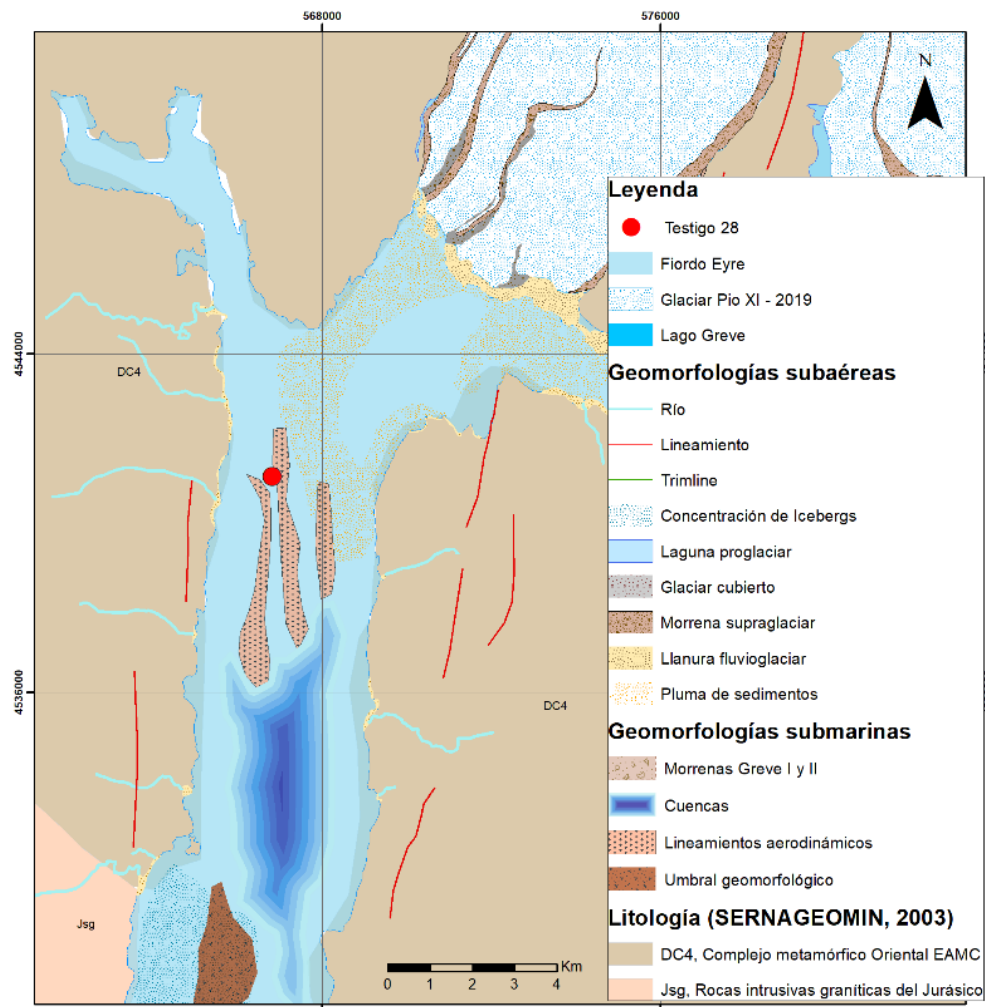 568000
576000
N
4544000
4536000
DC4
DC4
Jsg
Km
0 1 2 3 4
Leyenda
Testigo 28
Fiordo Eyre
Glaciar Pio XI - 2019
Lago Greve
Geomorfologías subaéreas
Río
Lineamiento
Trimline
Concentración de Icebergs
Laguna proglaciar
Glaciar cubierto
Morrena supraglaciar
Llanura fluvioglaciar
Pluma de sedimentos
Geomorfologías submarinas
Morrenas Greve I y II
Cuencas
Lineamientos aerodinámicos
Umbral geomorfológico
Litología (SERNAGEOMIN, 2003)
DC4, Complejo metamórfico Oriental EAMC
Jsg, Rocas intrusivas graníticas del Jurásico